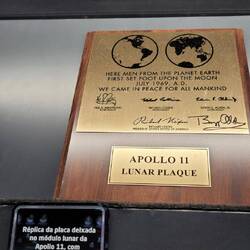 HERE MEN FROM THE PLANET EARTH
FIRST SET FOOT UPON THE MOON
JULY 1969, A.D.
WE CAME IN PEACE FOR ALL MANKIND
APOLLO 11
LUNAR PLAQUE
Réplica da placa deixada
no módulo lunar da
Apolo 11, com